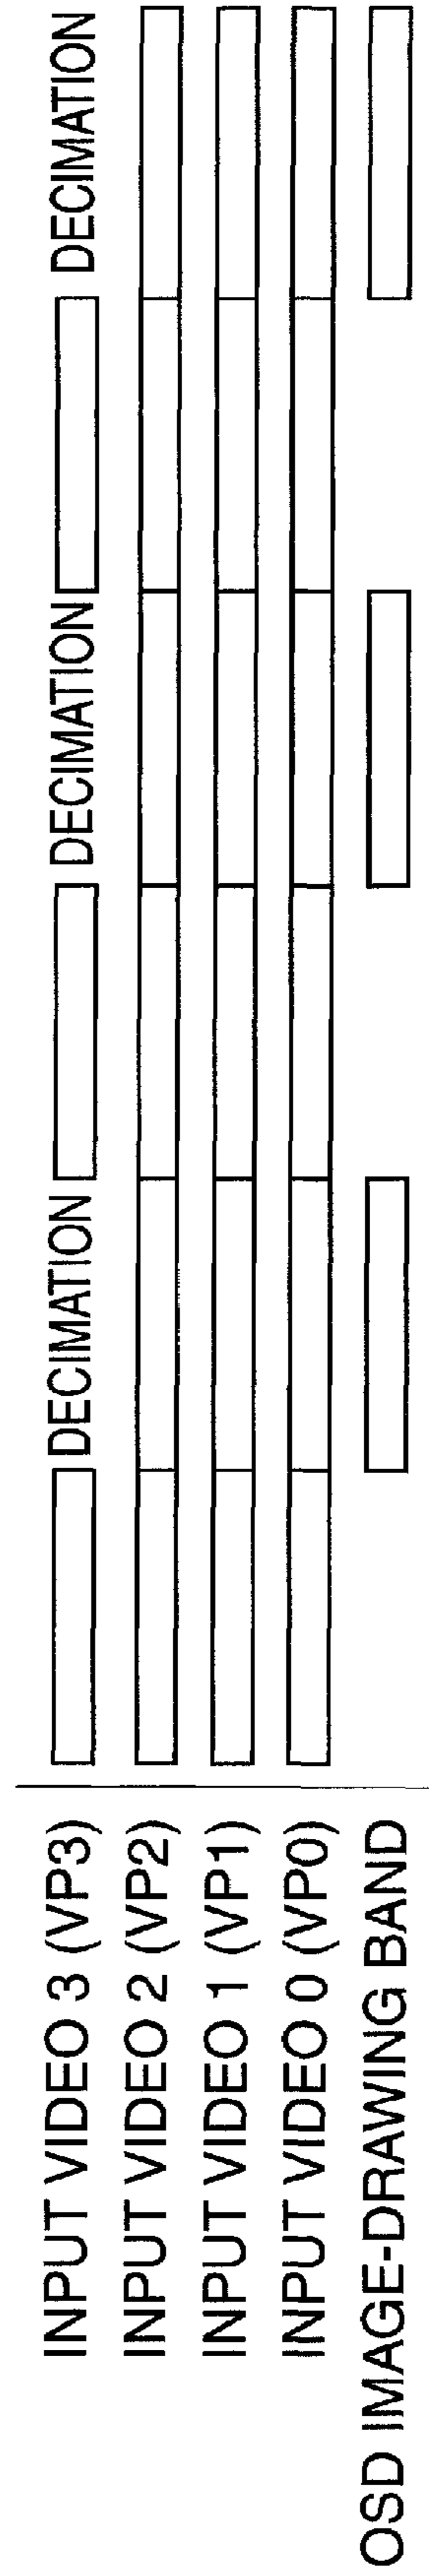 INPUT VIDEO 3 (VP3)
DECIMATION
DECIMATION
DECIMATION
INPUT VIDEO 2 (VP2)
INPUT VIDEO 1 (VP1)
INPUT VIDEO 0 (VP0)
OSD IMAGE-DRAWING BAND